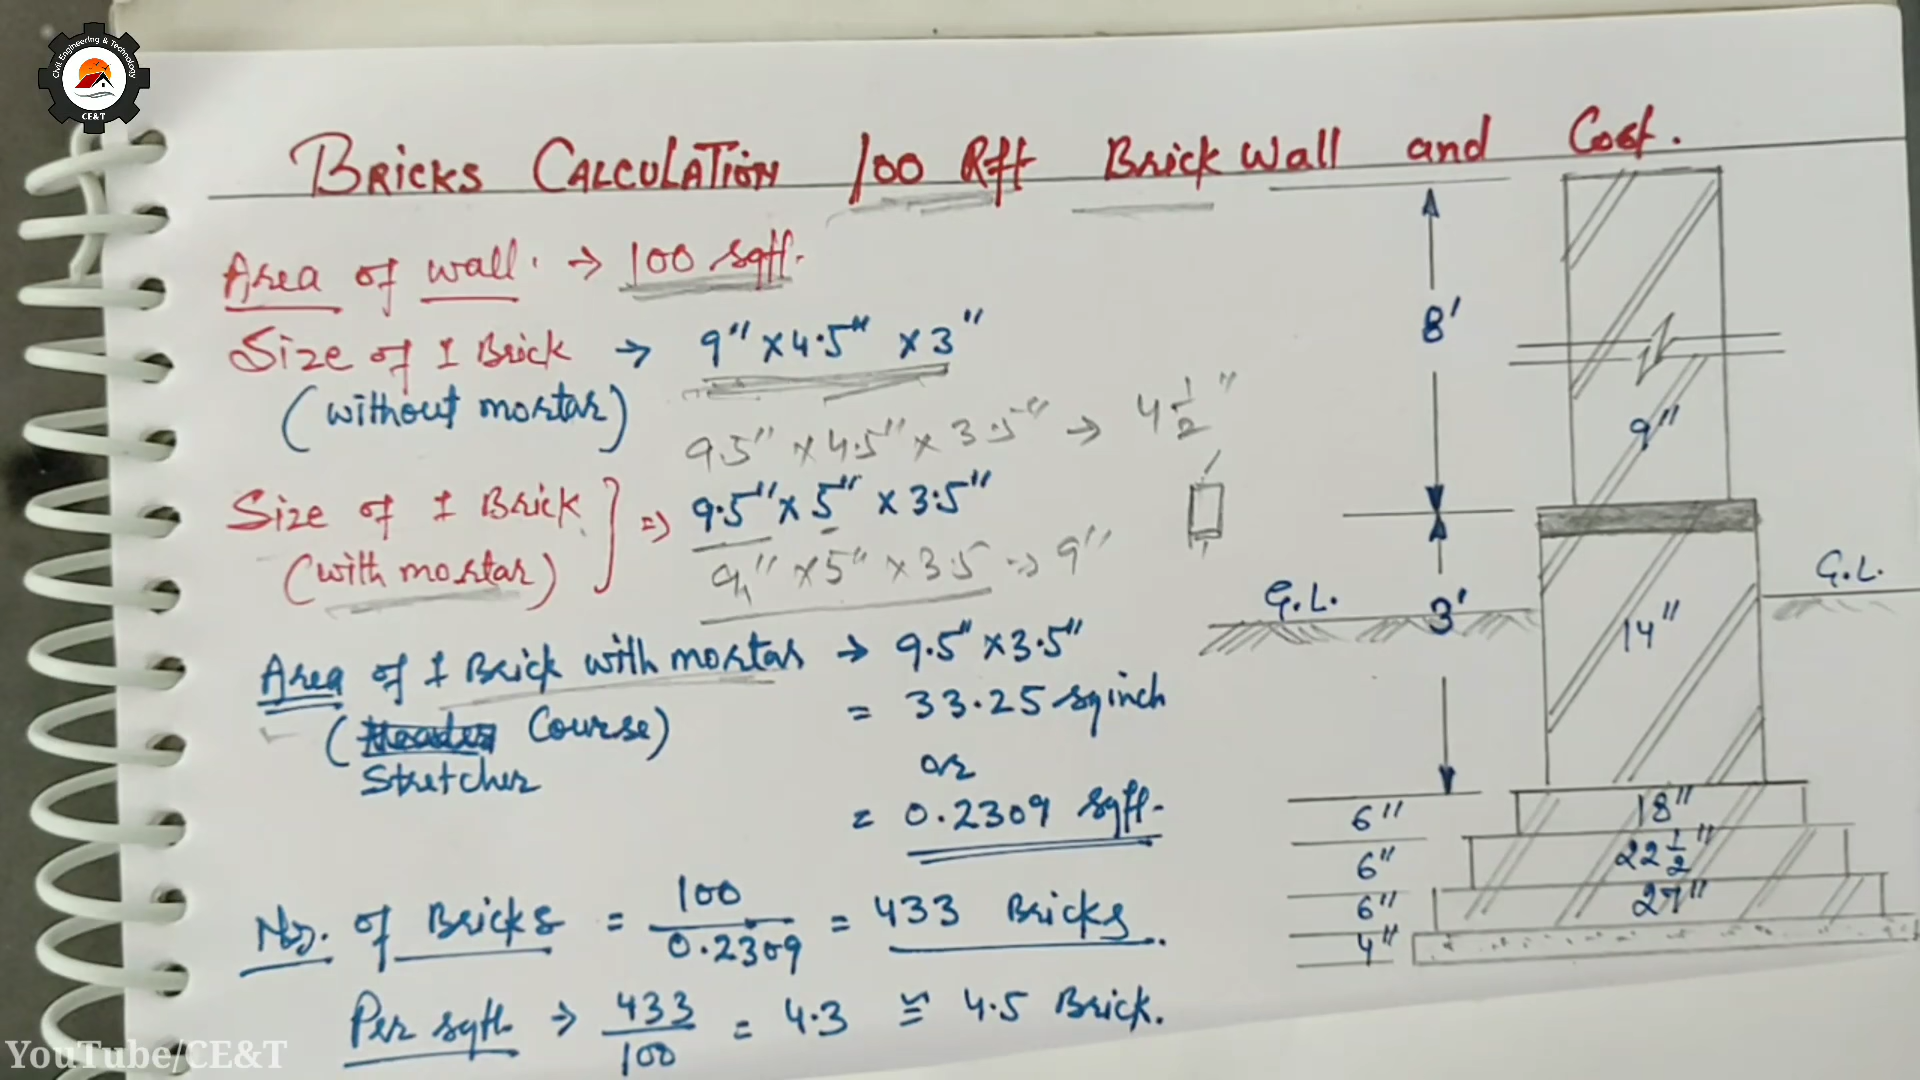 Civil Engineering & Technology
CE&T
BRICKS CALCULATION 100 Rft Brick Wall and Cost.
Area of wall. → 100 sqft.
Size of 1 Brick → 9" x 4.5" x 3"
(without mortar)
9.5" x 4.5" x 3.5" → 4 1/2"
Size of 1 Brick } ⇒ 9.5" x 5" x 3.5"
(with mortar)
9" x 5" x 3.5 ⇒ 9"
Area of 1 Brick with mortar → 9.5" x 3.5"
(Course)
Stretcher
= 33.25 sq inch
or
= 0.2309 sqft.
No. of Bricks = 100/0.2309 = 433 Bricks.
Per sqft → 433/100 = 4.3 ≅ 4.5 Brick.
8'
9"
G.L.
G.L.
3'
14"
6" 18"
6" 22 1/2"
6" 27"
4"
YouTube/CE&T